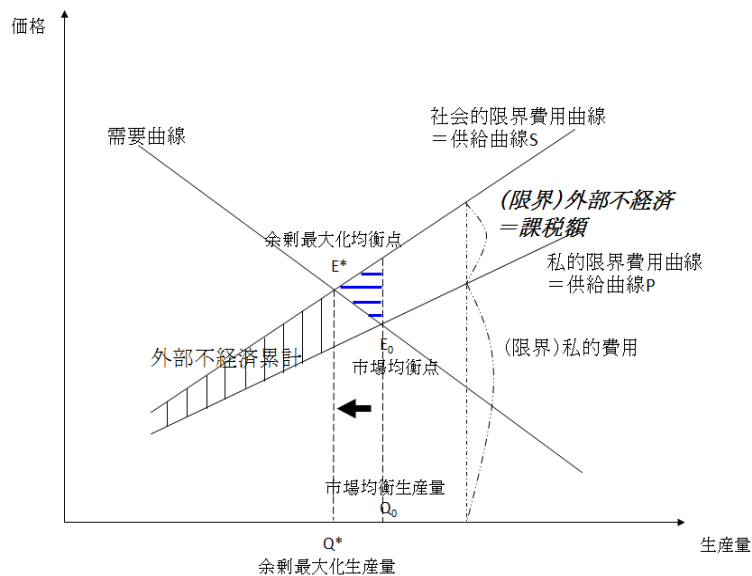 価格
需要曲線
社会的限界費用曲線
＝供給曲線S
(限界)外部不経済
＝課税額
余剰最大化均衡点
E*
私的限界費用曲線
＝供給曲線P
外部不経済累計
E₀
市場均衡点
(限界)私的費用
市場均衡生産量
Q₀
生産量
Q*
余剰最大化生産量